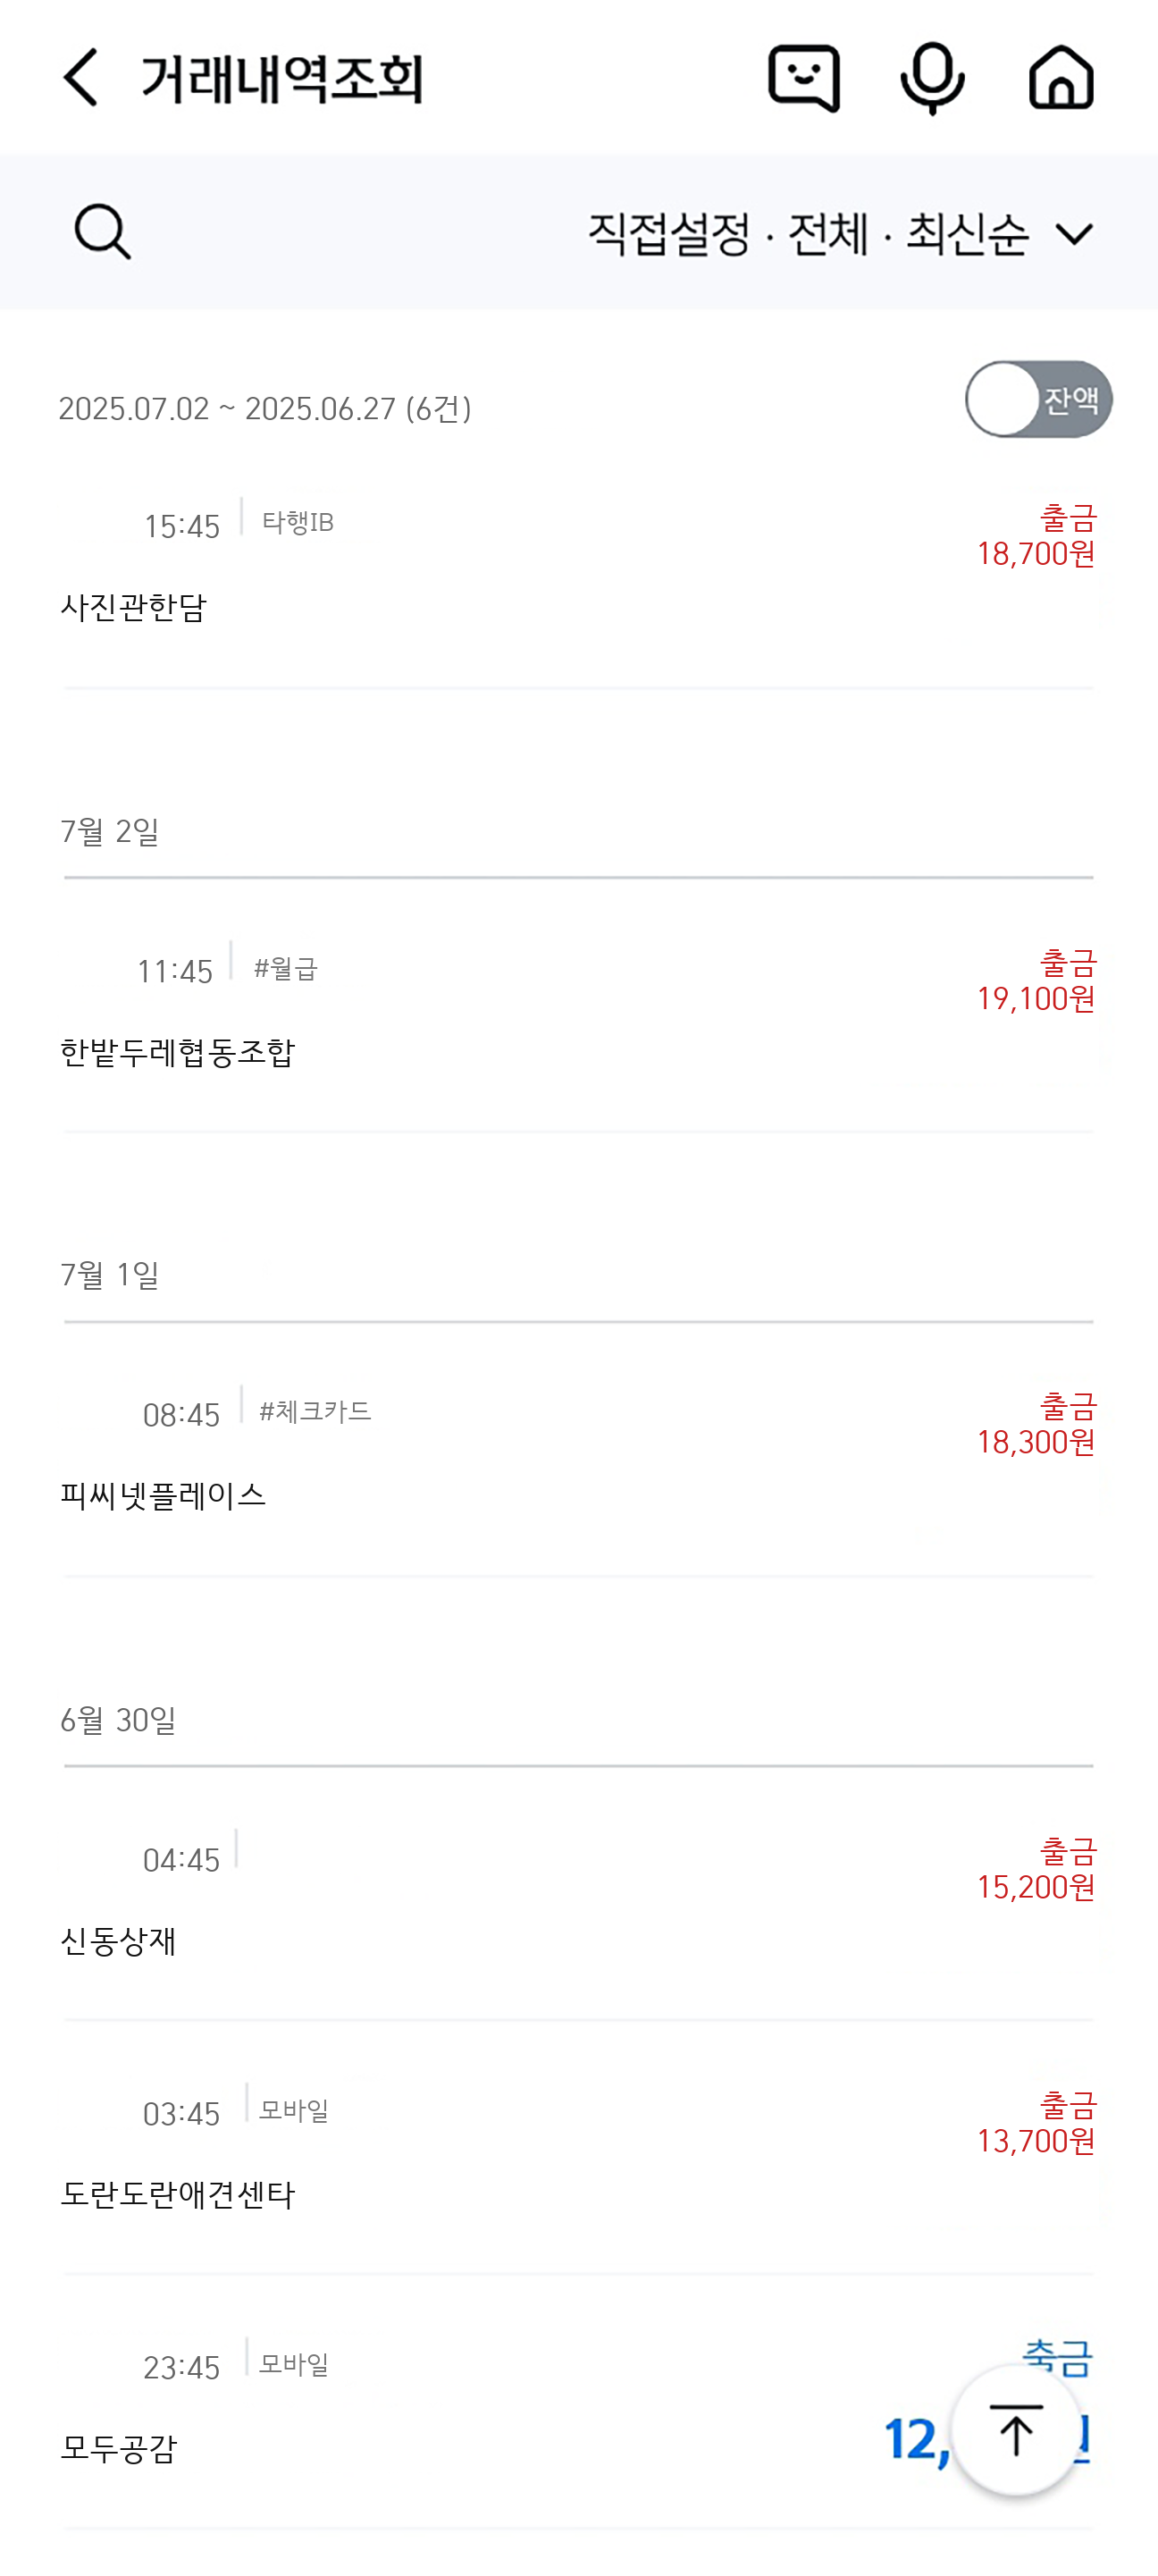 거래내역조회
직접설정 · 전체 · 최신순
2025.07.02 ~ 2025.06.27 (6건)
잔액
15:45 타행IB
출금
18,700원
사진관한담
7월 2일
11:45 #월급
출금
19,100원
한밭두레협동조합
7월 1일
08:45 #체크카드
출금
18,300원
피씨넷플레이스
6월 30일
04:45
출금
15,200원
신동상재
03:45 모바일
출금
13,700원
도란도란애견센타
23:45 모바일
모두공감
12,